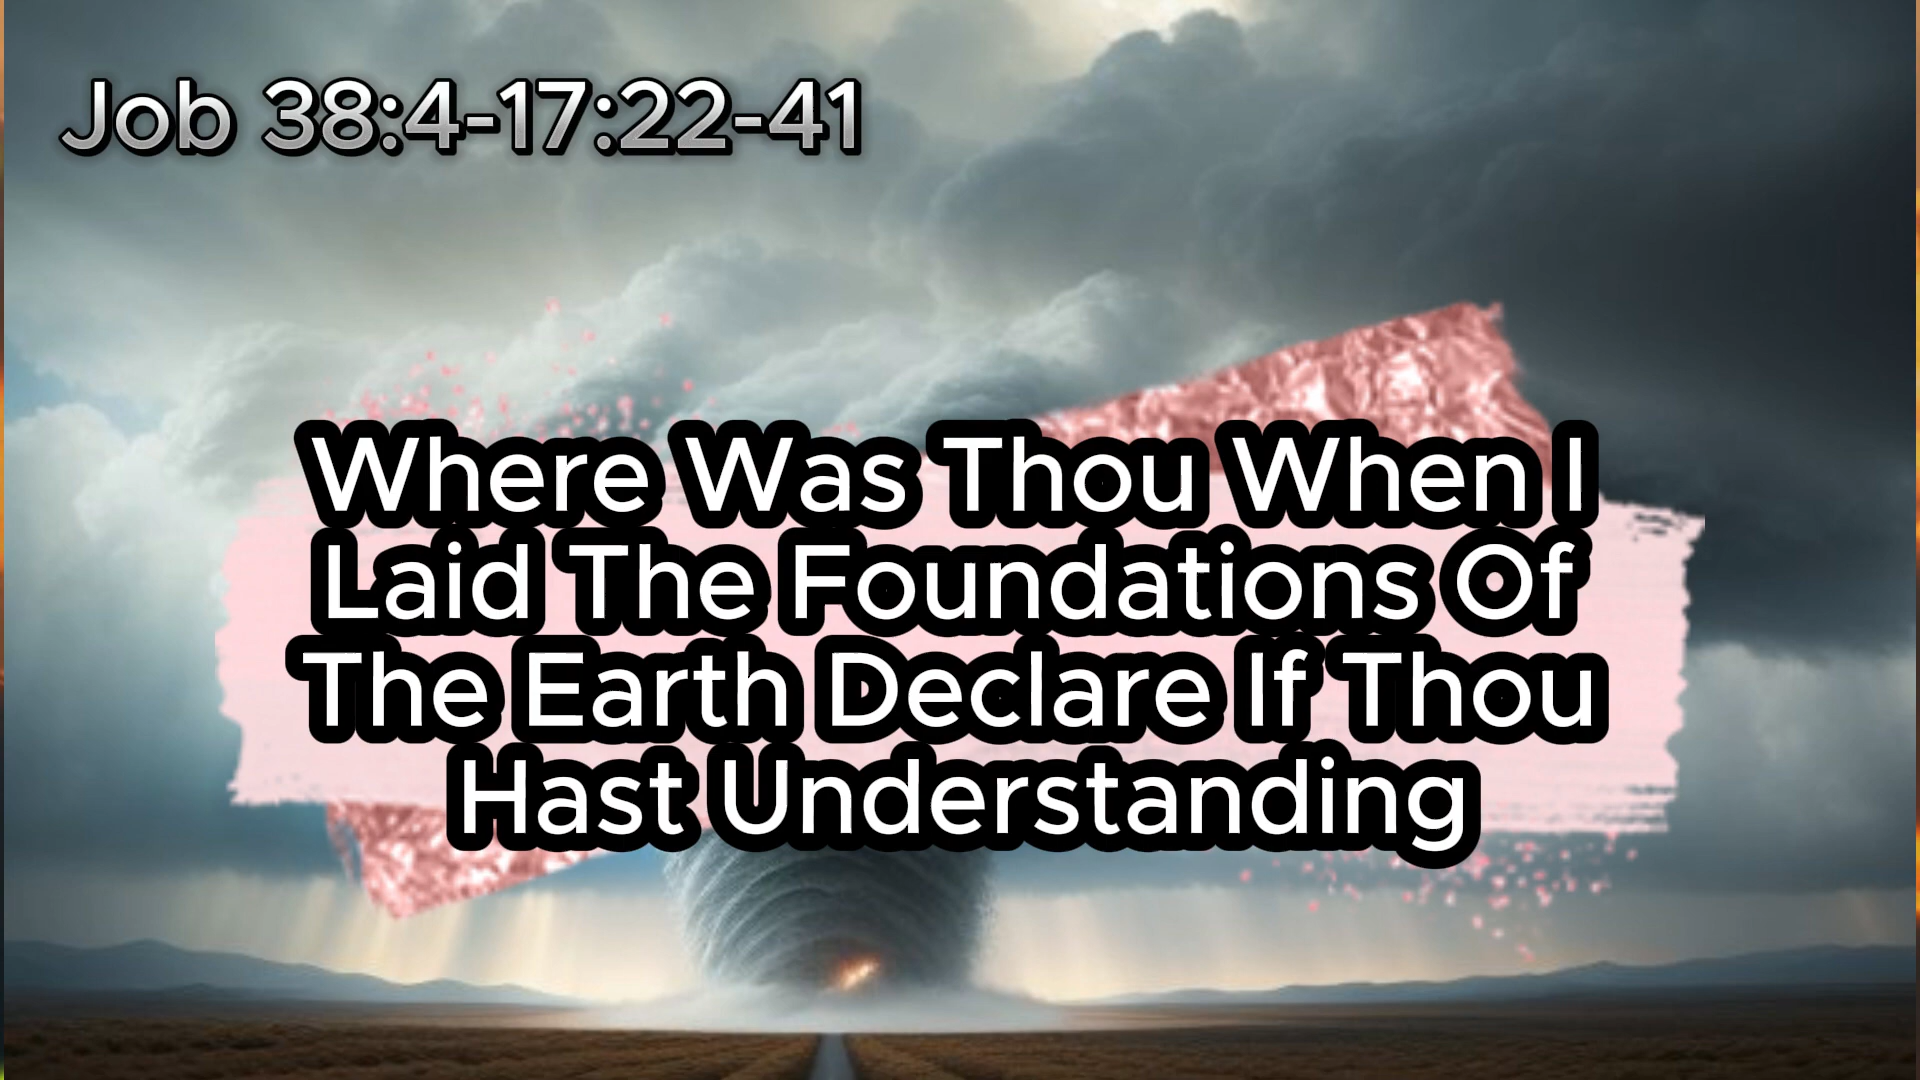 Job 38:4-17:22-41
Where Was Thou When I
Laid The Foundations Of
The Earth Declare If Thou
Hast Understanding